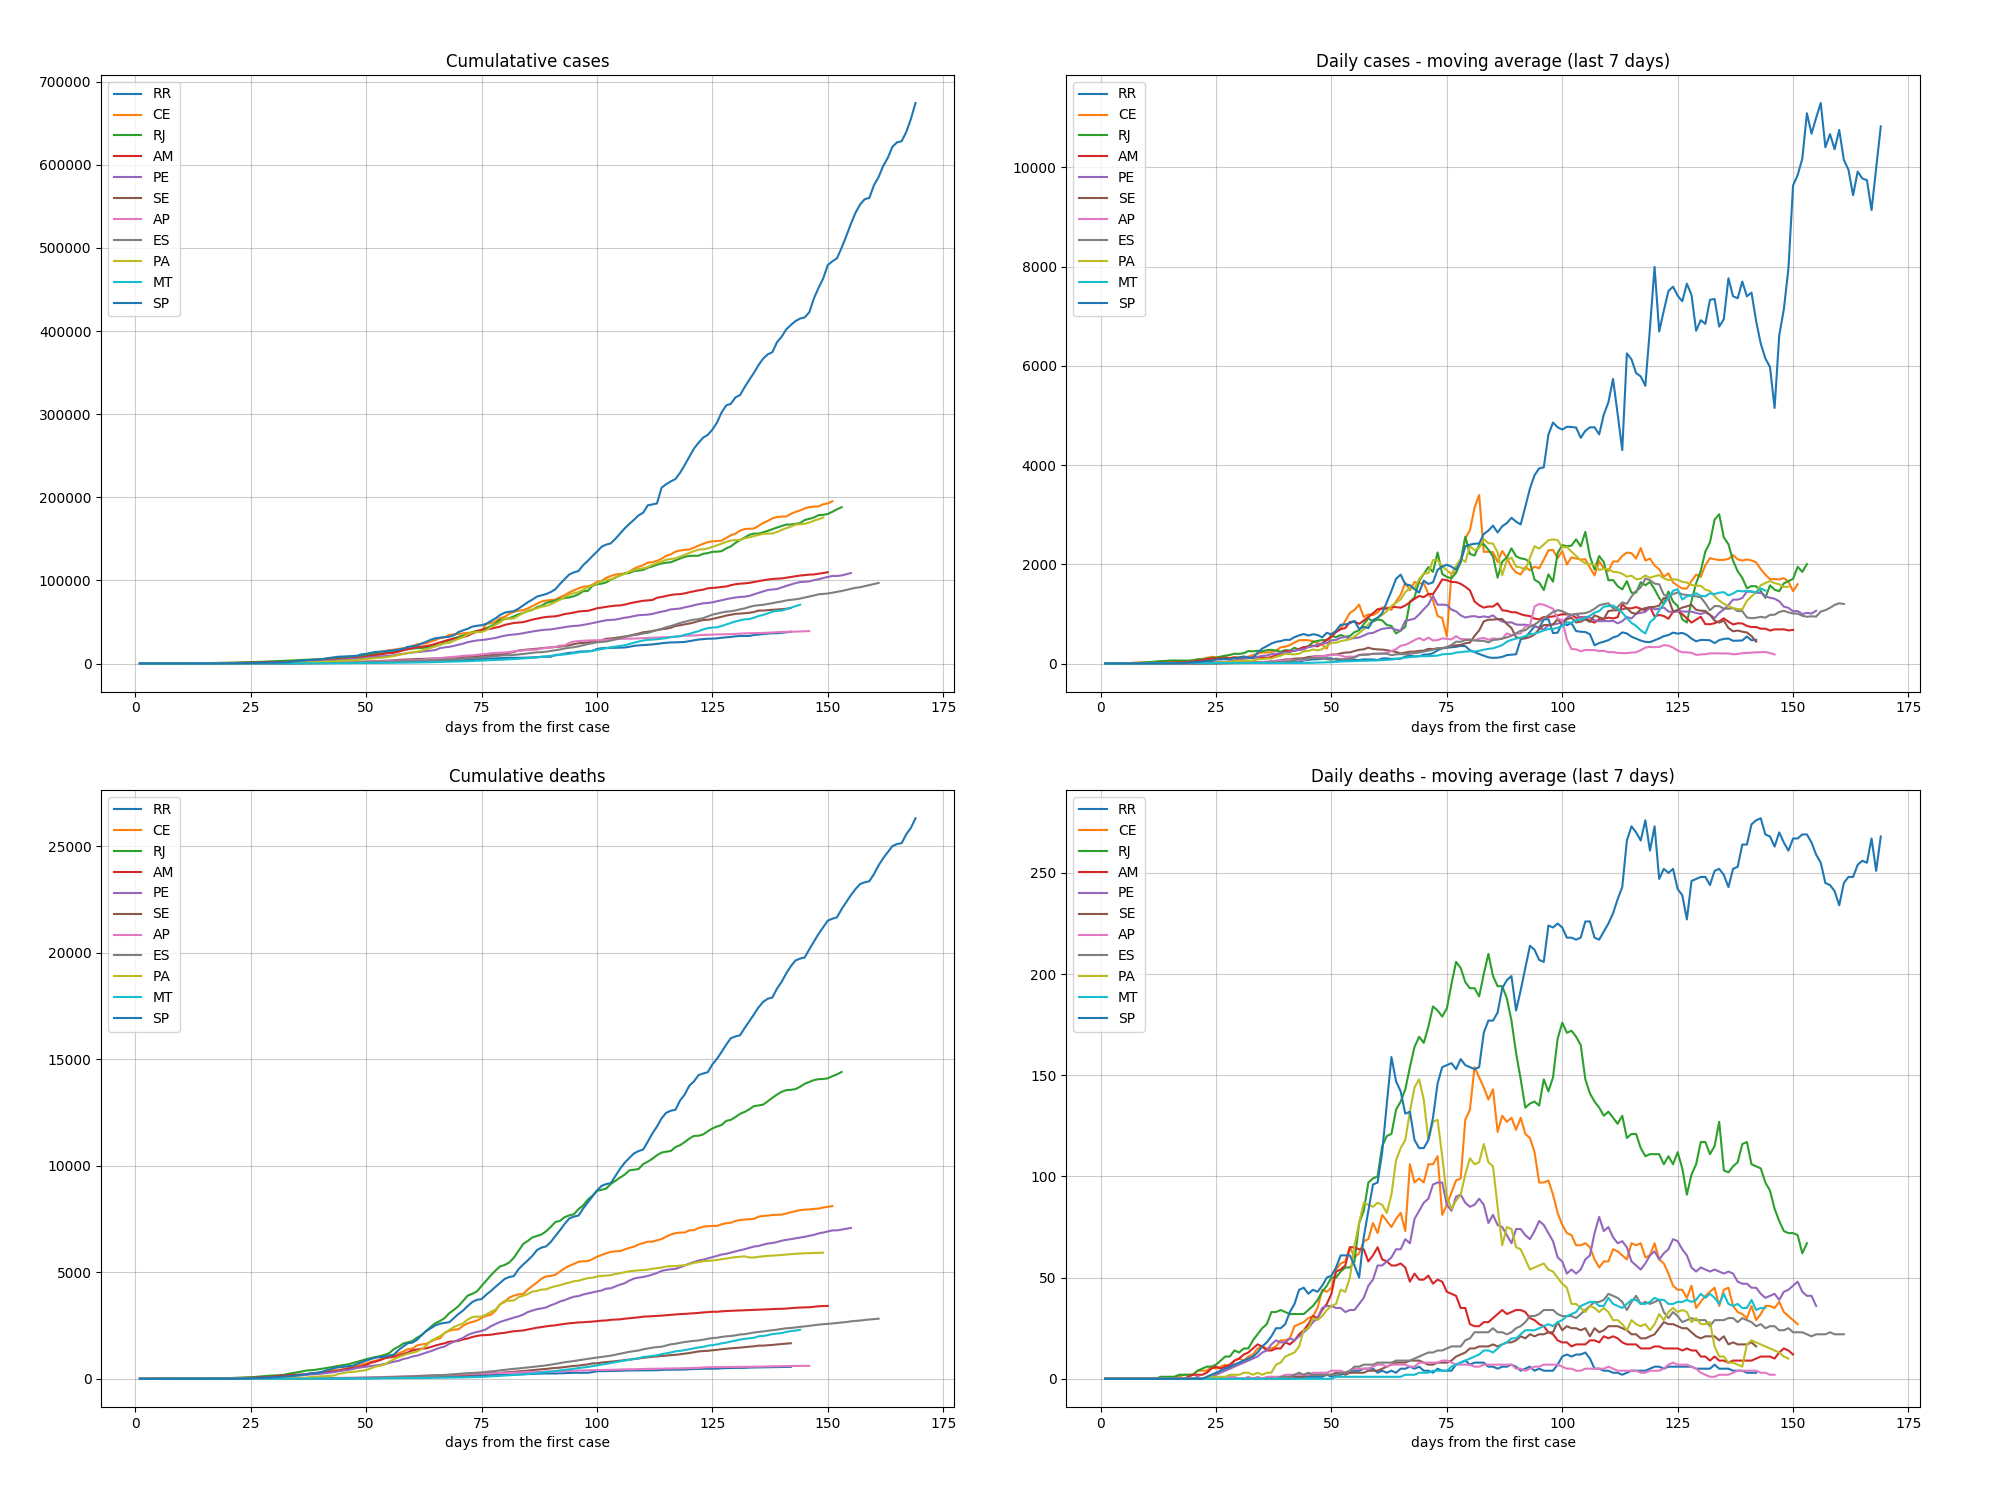 Cumulatative cases
700000
600000
500000
400000
300000
200000
100000
0
RR
CE
RJ
AM
PE
SE
AP
ES
PA
MT
SP
0 25 50 75 100 125 150 175
days from the first case
Daily cases - moving average (last 7 days)
10000
8000
6000
4000
2000
0
RR
CE
RJ
AM
PE
SE
AP
ES
PA
MT
SP
0 25 50 75 100 125 150 175
days from the first case
Cumulative deaths
25000
20000
15000
10000
5000
0
RR
CE
RJ
AM
PE
SE
AP
ES
PA
MT
SP
0 25 50 75 100 125 150 175
days from the first case
Daily deaths - moving average (last 7 days)
250
200
150
100
50
0
RR
CE
RJ
AM
PE
SE
AP
ES
PA
MT
SP
0 25 50 75 100 125 150 175
days from the first case